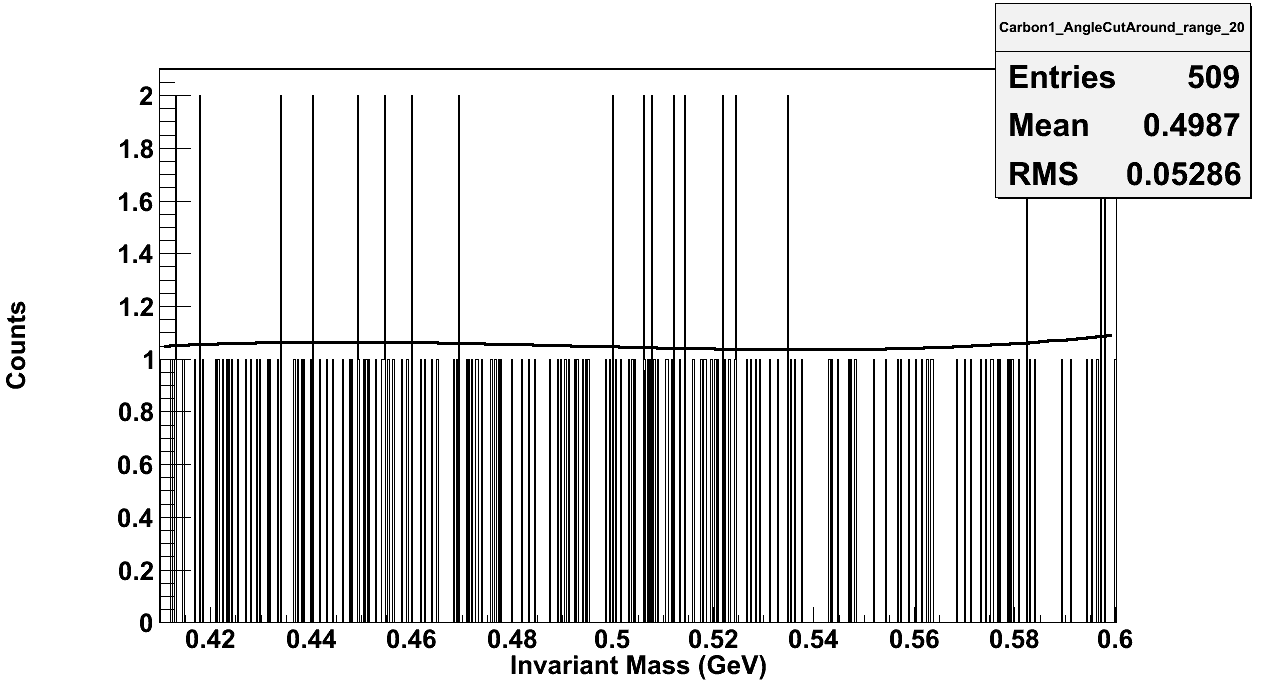 Carbon1_AngleCutAround_range_20
Entries 509
Mean 0.4987
RMS 0.05286
2
1.8
1.6
1.4
1.2
1
0.8
0.6
0.4
0.2
0
Counts
0.42 0.44 0.46 0.48 0.5 0.52 0.54 0.56 0.58 0.6
Invariant Mass (GeV)